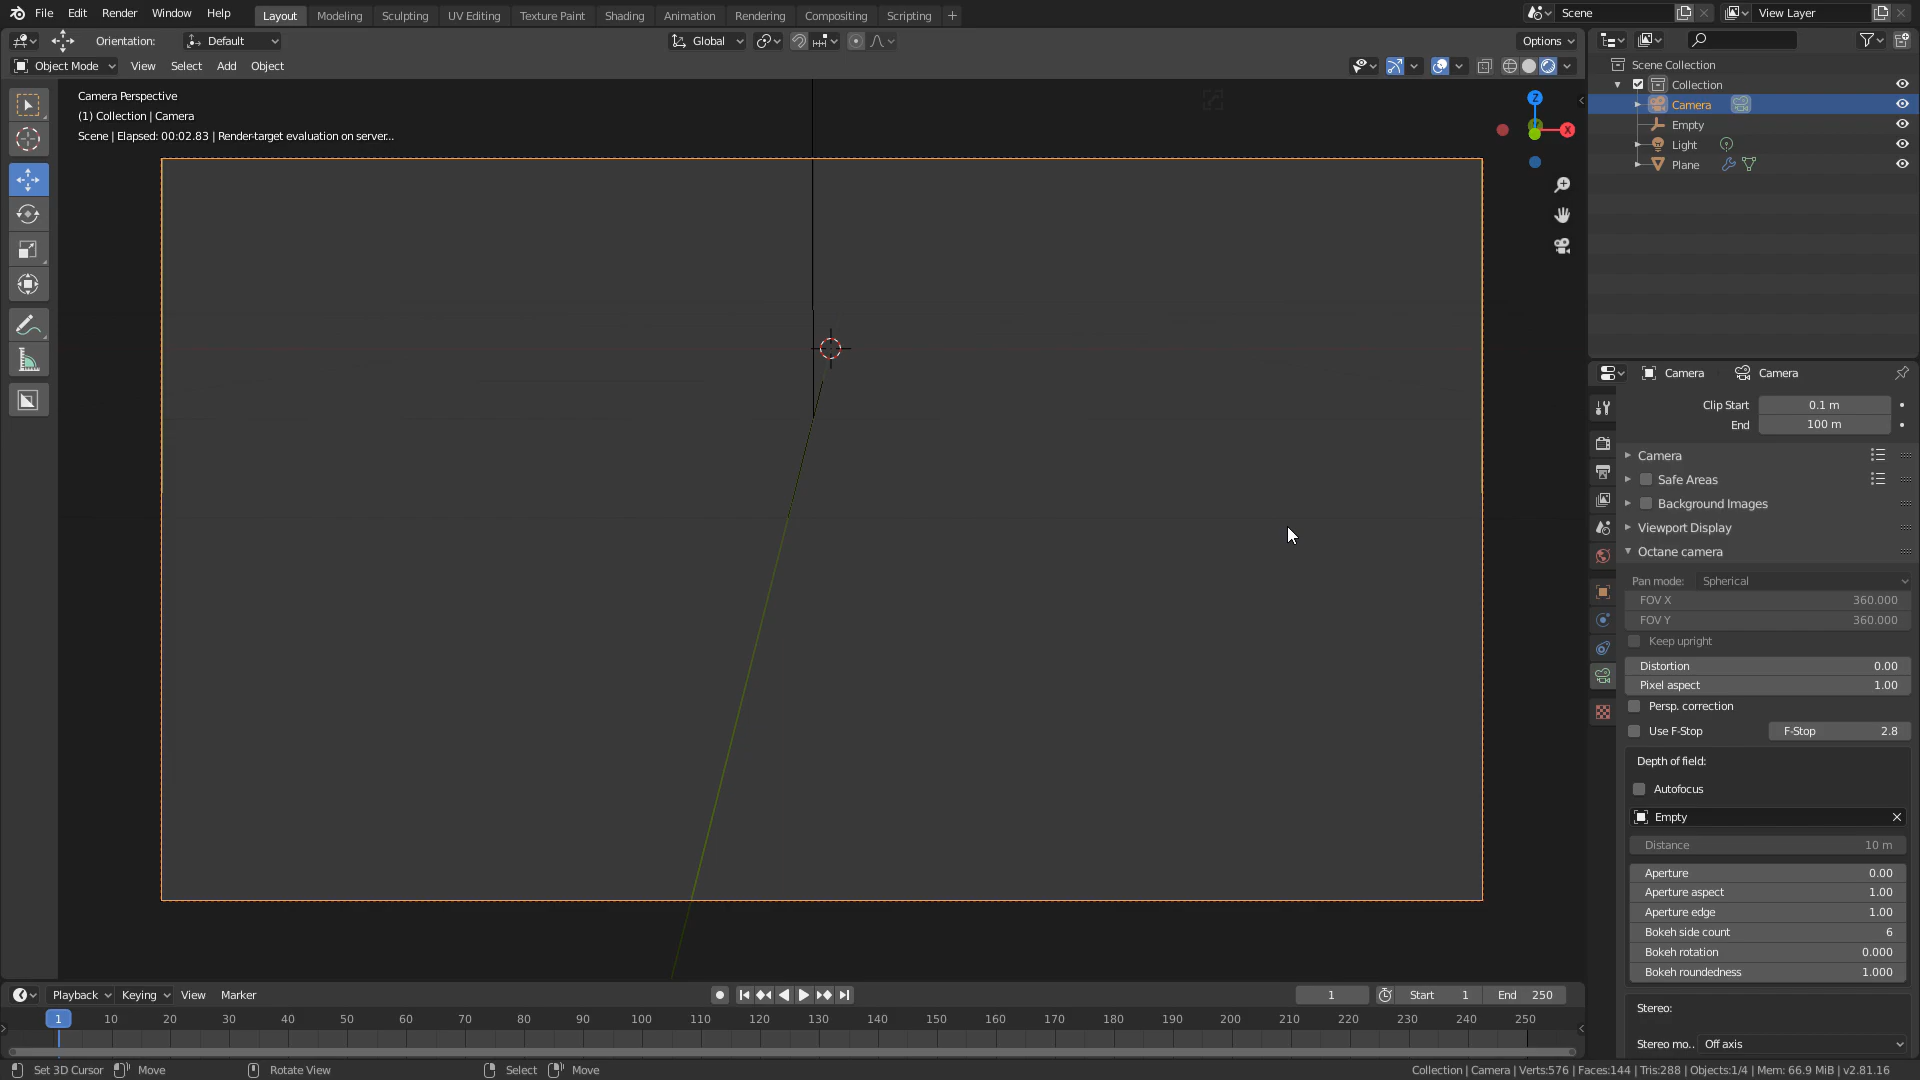 File Edit Render Window Help Layout Modeling Sculpting UV Editing Texture Paint Shading Animation Rendering Compositing Scripting Scene View Layer
Orientation: Default Global Options
Object Mode View Select Add Object
Scene Collection
Collection
Camera
Empty
Light
Plane
Camera Perspective
(1) Collection | Camera
Scene | Elapsed: 00:02.83 | Render-target evaluation on server...
Z
X
Camera Camera
Clip Start 0.1 m
End 100 m
Camera
Safe Areas
Background Images
Viewport Display
Octane camera
Pan mode: Spherical
FOV X 360.000
FOV Y 360.000
Keep upright
Distortion 0.00
Pixel aspect 1.00
Persp. correction
Use F-Stop F-Stop 2.8
Depth of field:
Autofocus
Empty
Distance 10 m
Aperture 0.00
Aperture aspect 1.00
Aperture edge 1.00
Bokeh side count 6
Bokeh rotation 0.000
Bokeh roundedness 1.000
Stereo:
Stereo mo.. Off axis
Playback Keying View Marker 1 Start 1 End 250
1 10 20 30 40 50 60 70 80 90 100 110 120 130 140 150 160 170 180 190 200 210 220 230 240 250
Set 3D Cursor Move Rotate View Select Move Collection | Camera | Verts:576 | Faces:144 | Tris:288 | Objects:1/4 | Mem: 66.9 MiB | v2.81.16